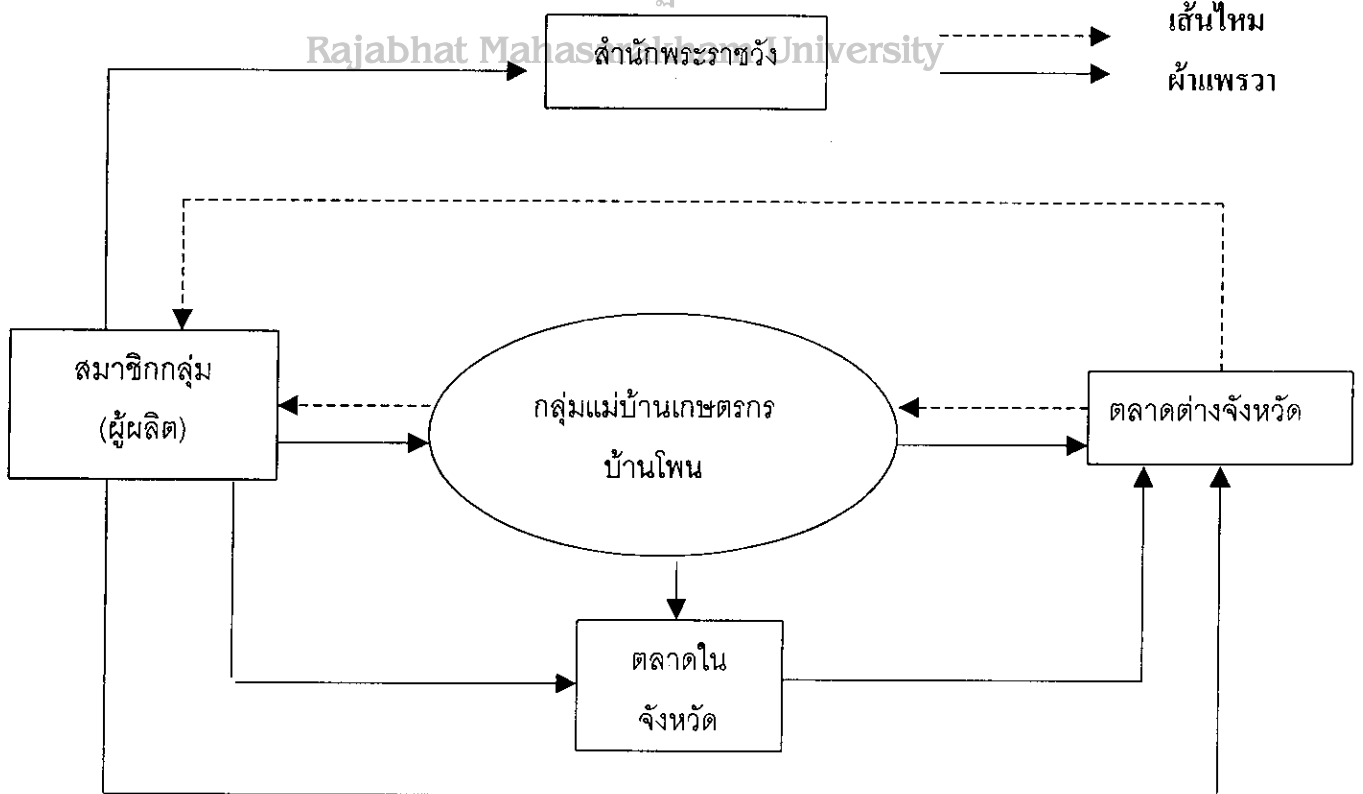 Rajabhat Mahasarakham University
สำนักพระราชวัง
เส้นไหม
ผ้าแพรวา
สมาชิกกลุ่ม
(ผู้ผลิต)
กลุ่มแม่บ้านเกษตรกร
บ้านโพน
ตลาดต่างจังหวัด
ตลาดใน
จังหวัด